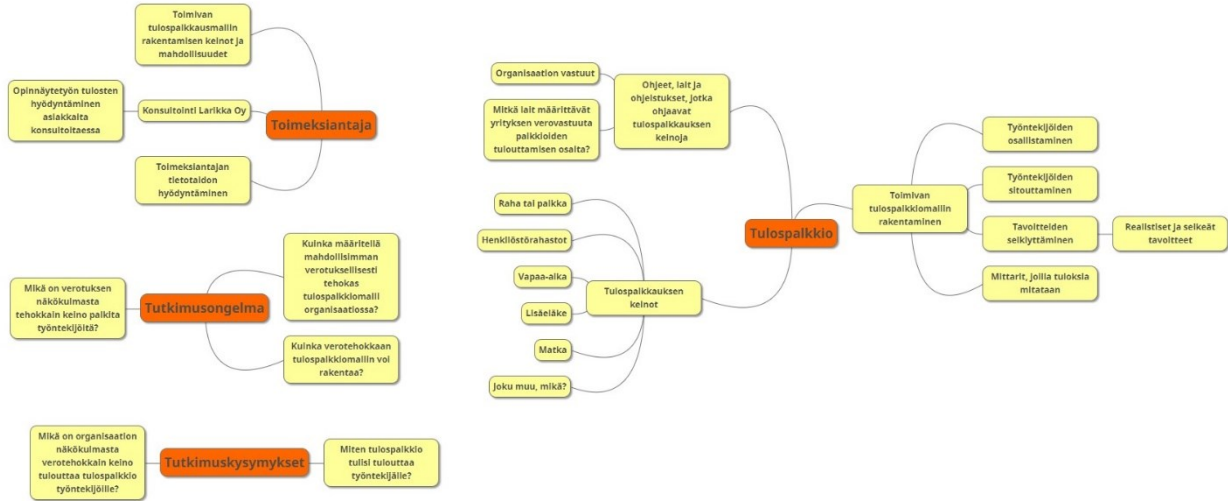 Toimivan
tulospalkkausmallin
rakentamisen keinot ja
mahdollisuudet
Opinnäytetyön tulosten
hyödyntäminen
asiakkaita
konsultoitaessa
Konsultointi Larikka Oy
Toimeksiantaja
Toimeksiantajan
tietotaidon
hyödyntäminen
Mikä on verotuksen
näkökulmasta
tehokkain keino palkita
työntekijöitä?
Tutkimusongelma
Kuinka määritellä
mahdollisimman
verotuksellisesti
tehokas
tulospalkkiomalli
organisaatiossa?
Kuinka verotehokkaan
tulospalkkiomallin voi
rakentaa?
Mikä on organisaation
näkökulmasta
verotehokkain keino
tulouttaa tulospalkkio
työntekijöille?
Tutkimuskysymykset
Miten tulospalkkio
tulisi tulouttaa
työntekijälle?
Organisaation vastuut
Mitkä lait määrittävät
yrityksen verovastuuta
palkkioiden
tulouttamisen osalta?
Ohjeet, lait ja
ohjeistukset, jotka
ohjaavat
tulospalkkauksen
keinoja
Raha tai palkka
Henkilöstörahastot
Vapaa-aika
Lisäeläke
Matka
Joku muu, mikä?
Tulospalkkauksen
keinot
Tulospalkkio
Toimivan
tulospalkkiomallin
rakentaminen
Työntekijöiden
osallistaminen
Työntekijöiden
sitouttaminen
Tavoitteiden
selkiyttäminen
Realistiset ja selkeät
tavoitteet
Mittarit, joilla tuloksia
mitataan